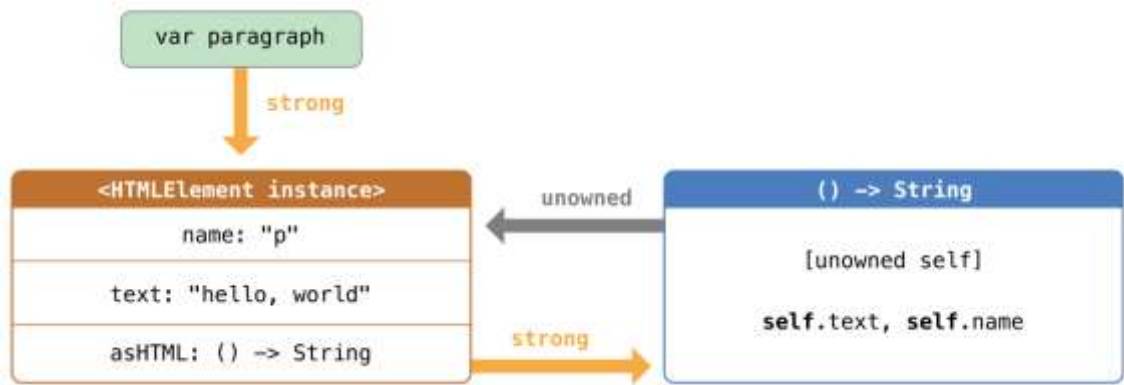 var paragraph
strong
<HTMLElement instance>
name: "p"
text: "hello, world"
asHTML: () -> String
unowned
strong
() -> String
[unowned self]
self.text, self.name